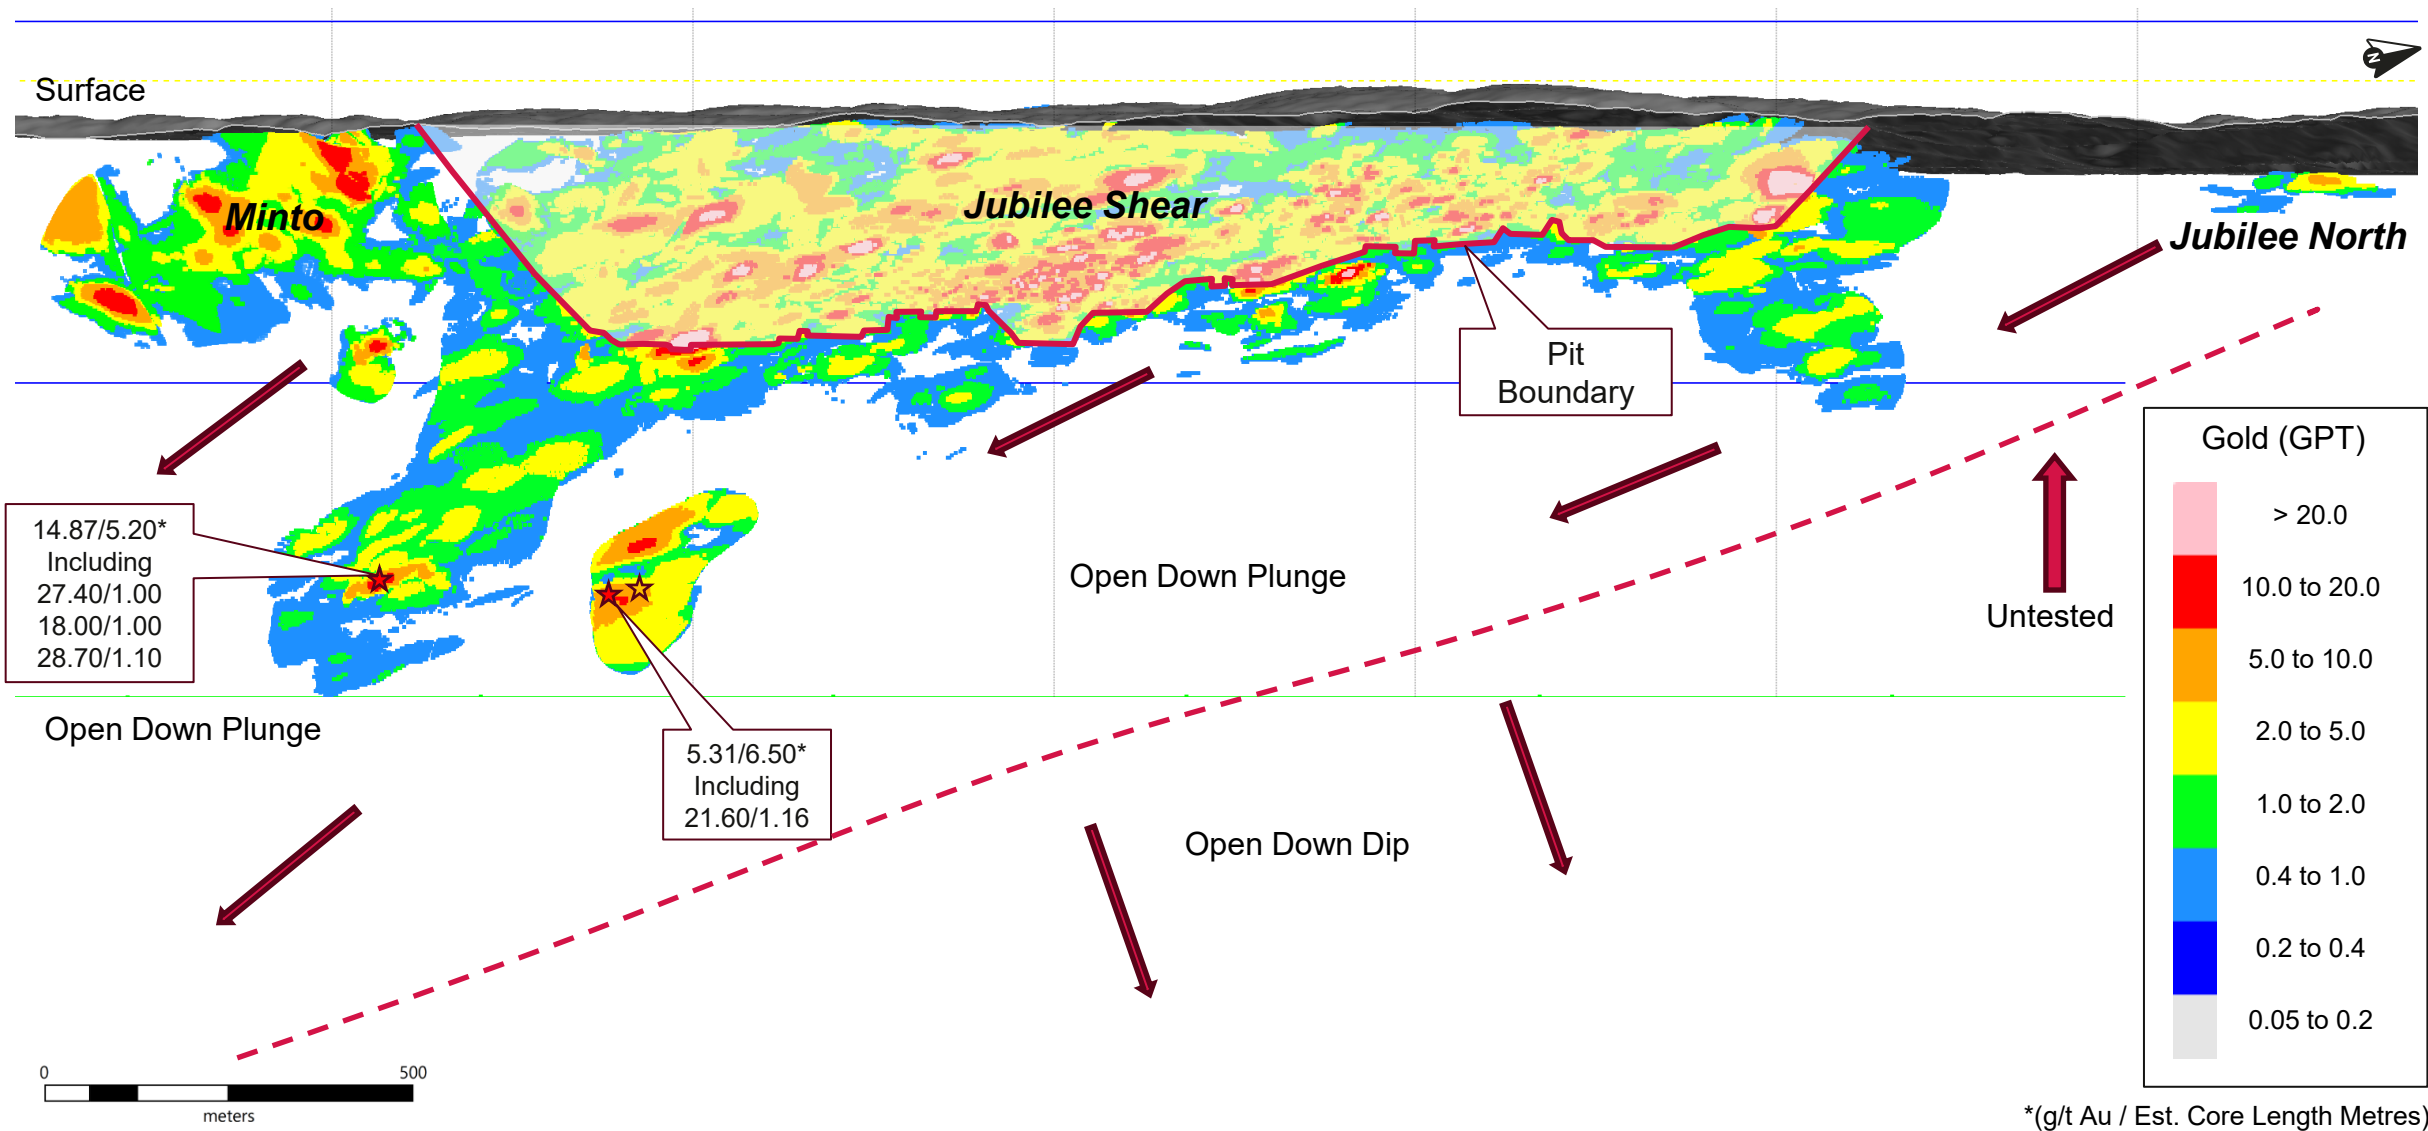 N
Surface
Minto
Jubilee Shear
Jubilee North
Pit
Boundary
Gold (GPT)
> 20.0
10.0 to 20.0
5.0 to 10.0
2.0 to 5.0
1.0 to 2.0
0.4 to 1.0
0.2 to 0.4
0.05 to 0.2
14.87/5.20*
Including
27.40/1.00
18.00/1.00
28.70/1.10
Open Down Plunge
Untested
Open Down Plunge
5.31/6.50*
Including
21.60/1.16
Open Down Dip
0 500
meters
*(g/t Au / Est. Core Length Metres)